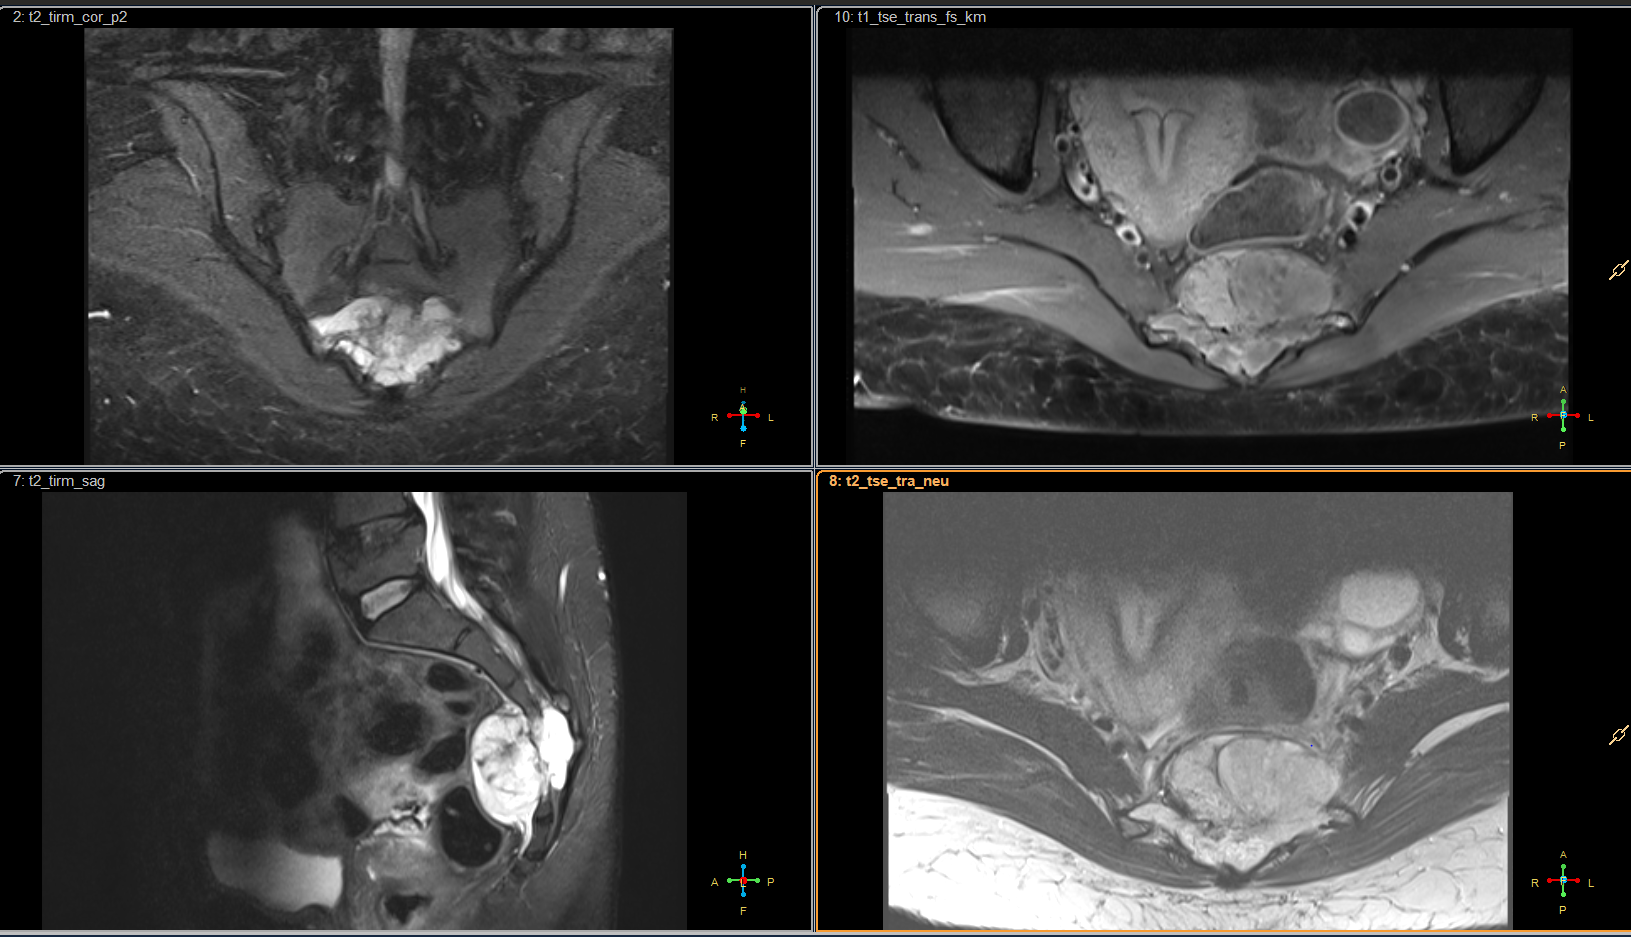 2: t2_tirm_cor_p2
H
R L
F
10: t1_tse_trans_fs_km
A
R L
P
7: t2_tirm_sag
H
A P
F
8: t2_tse_tra_neu
A
R L
P